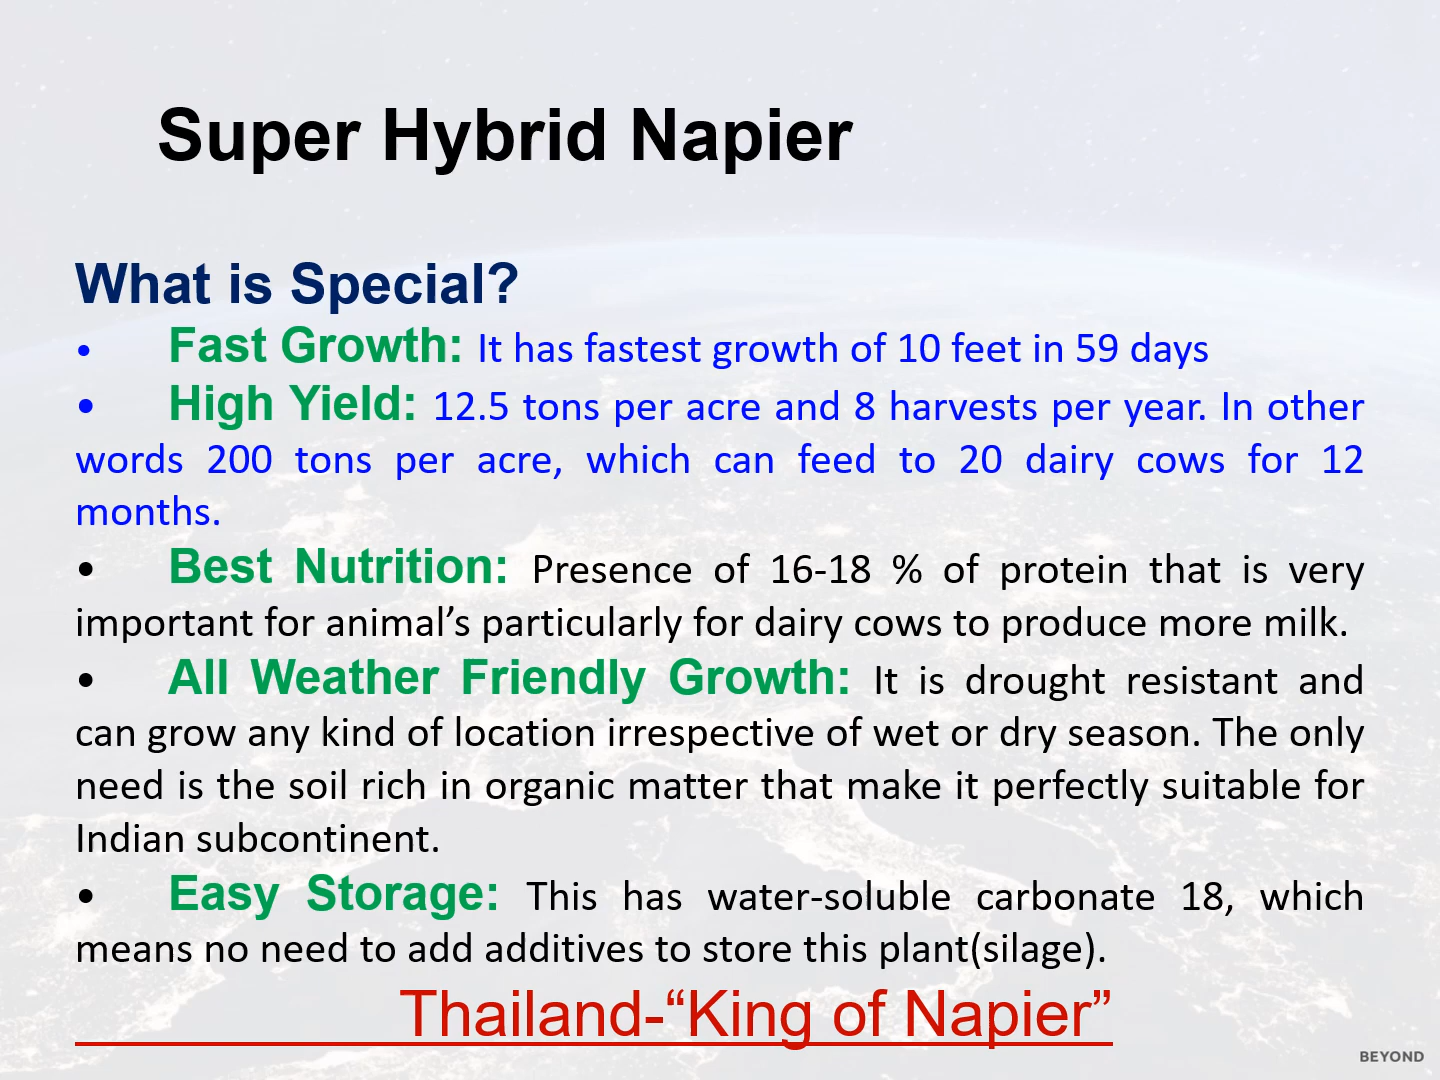 Super Hybrid Napier
What is Special?
• Fast Growth: It has fastest growth of 10 feet in 59 days
• High Yield: 12.5 tons per acre and 8 harvests per year. In other
words 200 tons per acre, which can feed to 20 dairy cows for 12
months.
• Best Nutrition: Presence of 16-18 % of protein that is very
important for animal’s particularly for dairy cows to produce more milk.
• All Weather Friendly Growth: It is drought resistant and
can grow any kind of location irrespective of wet or dry season. The only
need is the soil rich in organic matter that make it perfectly suitable for
Indian subcontinent.
• Easy Storage: This has water-soluble carbonate 18, which
means no need to add additives to store this plant(silage).
Thailand-“King of Napier”
BEYOND